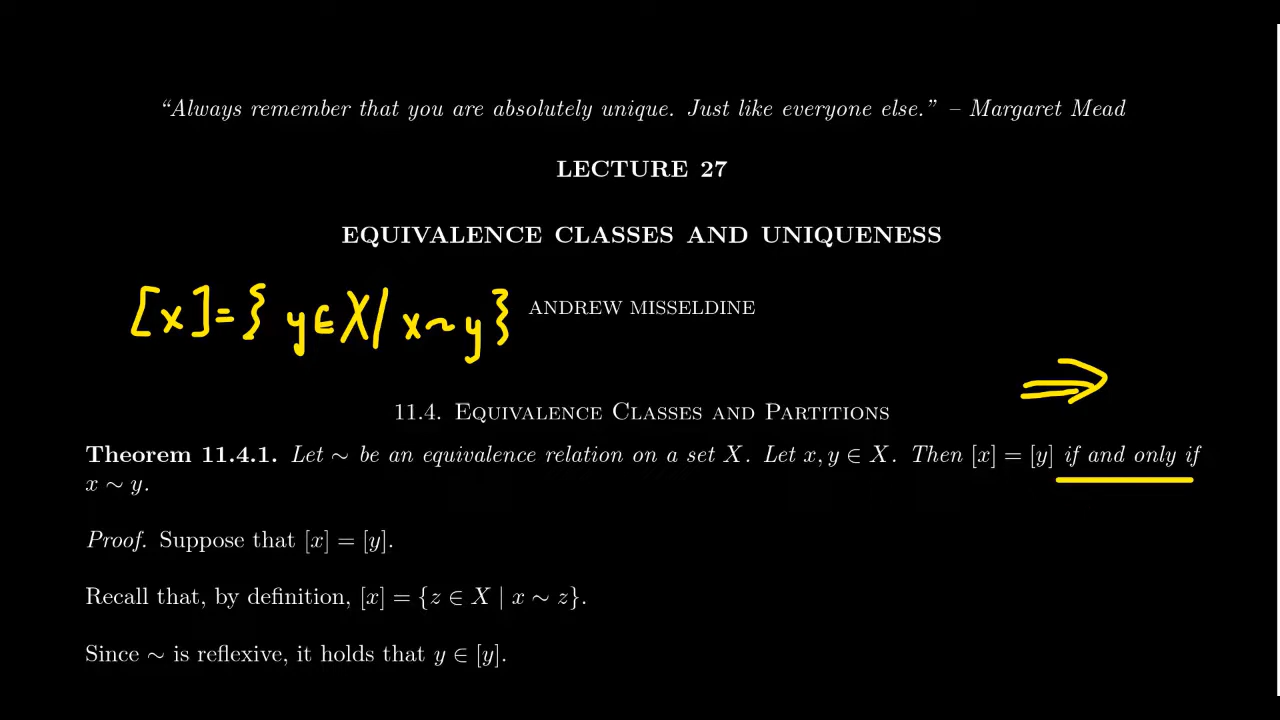 “Always remember that you are absolutely unique. Just like everyone else.” – Margaret Mead
LECTURE 27
EQUIVALENCE CLASSES AND UNIQUENESS
[x]={ y∈X | x~y}
ANDREW MISSELDINE
⇒
11.4. Equivalence Classes and Partitions
Theorem 11.4.1. Let ∼ be an equivalence relation on a set X. Let x, y ∈ X. Then [x] = [y] if and only if
x ∼ y.
Proof. Suppose that [x] = [y].
Recall that, by definition, [x] = {z ∈ X | x ∼ z}.
Since ∼ is reflexive, it holds that y ∈ [y].